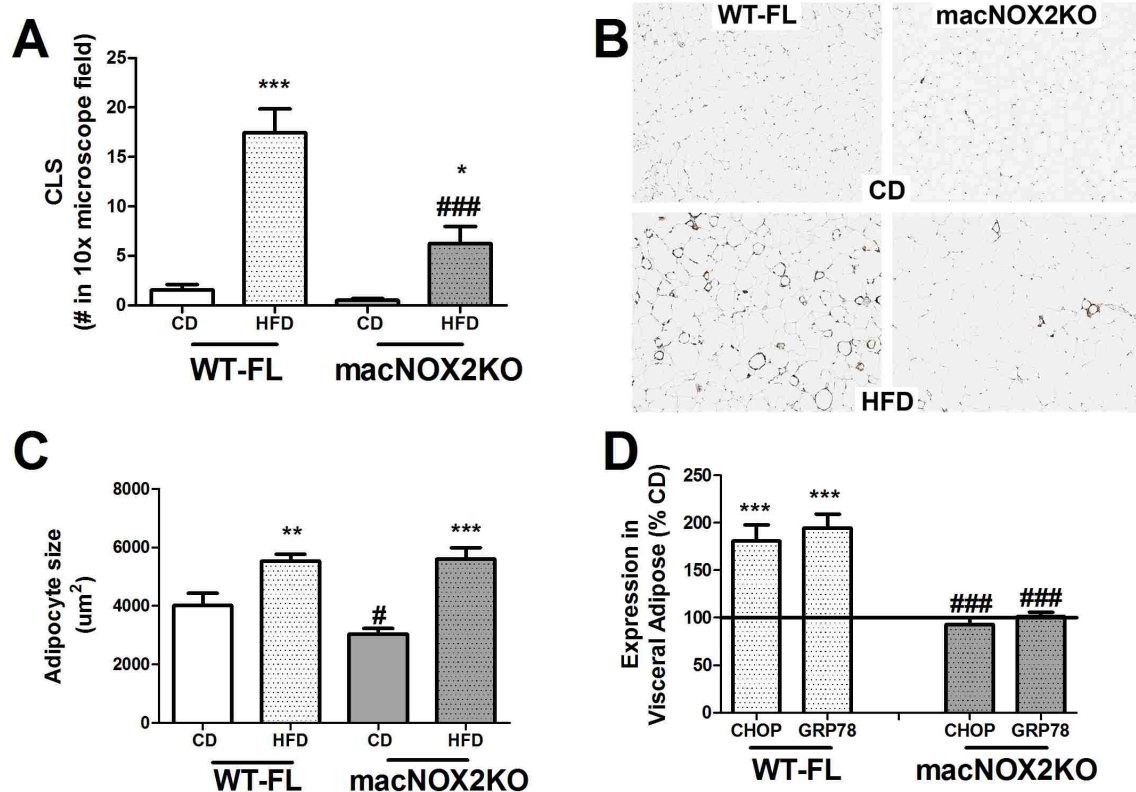 A
CLS
(# in 10x microscope field)
25
20
15
10
5
0
***
*
###
CD
HFD
CD
HFD
WT-FL
macNOX2KO
B
WT-FL
macNOX2KO
CD
HFD
C
Adipocyte size
(um²)
8000
6000
4000
2000
0
**
#
***
CD
HFD
CD
HFD
WT-FL
macNOX2KO
D
Expression in
Visceral Adipose (% CD)
250
200
150
100
50
0
***
***
###
###
CHOP
GRP78
CHOP
GRP78
WT-FL
macNOX2KO